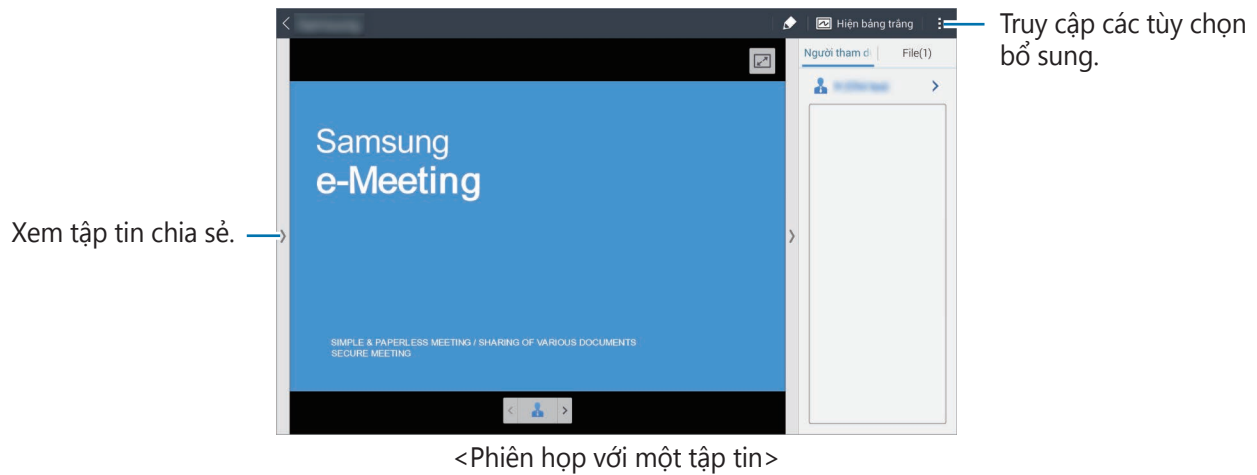 Hiện bảng trắng
Truy cập các tùy chọn
bổ sung.
Người tham d
File(1)
Samsung
e-Meeting
Xem tập tin chia sẻ.
SIMPLE & PAPERLESS MEETING / SHARING OF VARIOUS DOCUMENTS
SECURE MEETING
<Phiên họp với một tập tin>